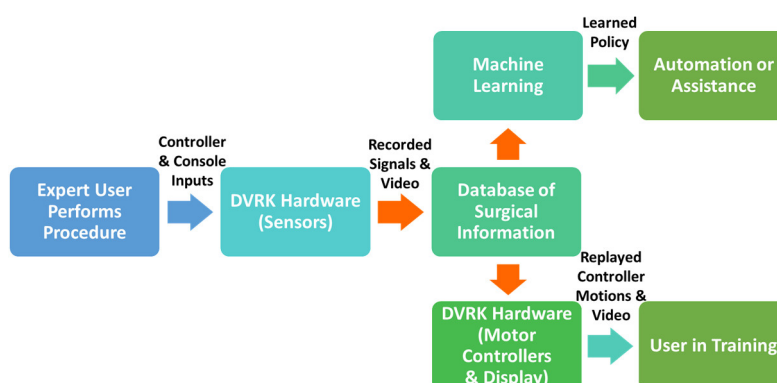 Learned
Policy
Machine
Learning
Automation or
Assistance
Controller
& Console
Inputs
Recorded
Signals &
Video
Expert User
Performs
Procedure
DVRK Hardware
(Sensors)
Database of
Surgical
Information
Replayed
Controller
Motions &
Video
DVRK Hardware
(Motor
Controllers
& Display)
User in Training